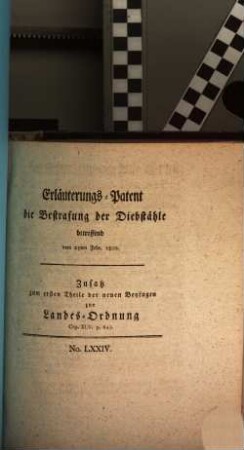 Erläuterungs-Patent
die Bestrafung der Diebstähle
betreffend
vom
Zusatz
zum ersten Theile der neuen Beylagen
zur
Landes-Ordnung
No. LXXIV.